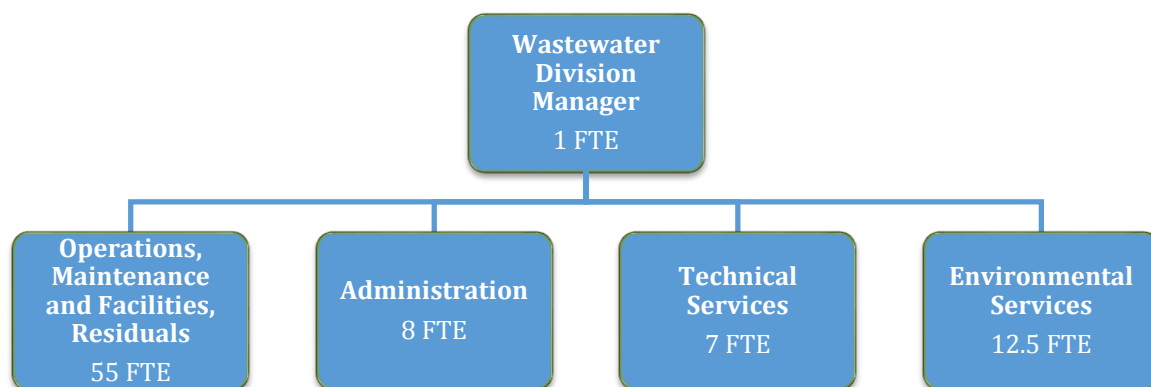 Wastewater
Division
Manager
1 FTE
Operations,
Maintenance
and Facilities,
Residuals
55 FTE
Administration
8 FTE
Technical
Services
7 FTE
Environmental
Services
12.5 FTE